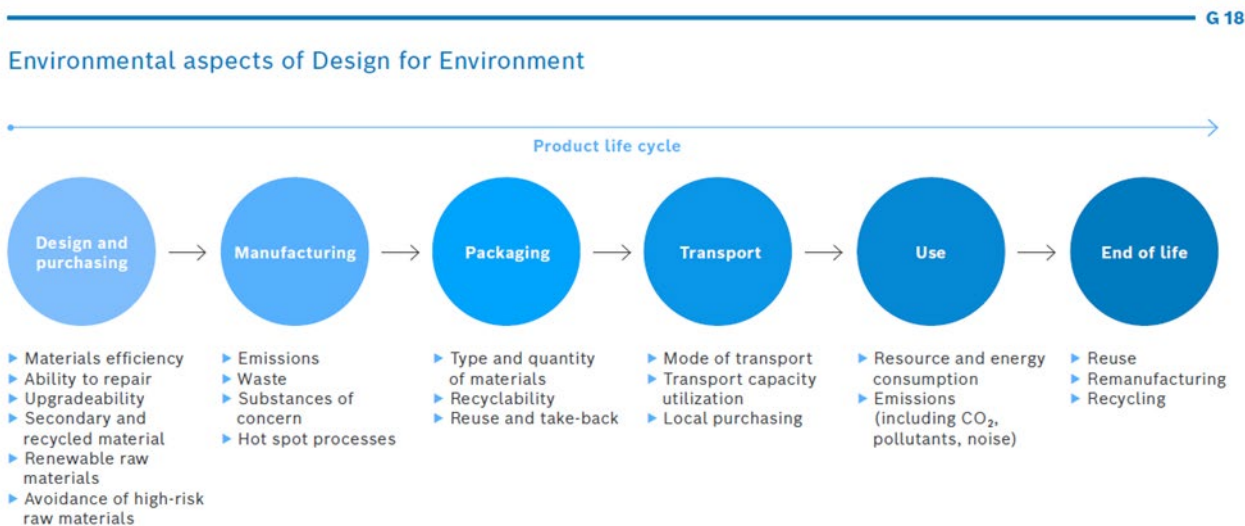 G 18
Environmental aspects of Design for Environment
Product life cycle
Design and
purchasing
Manufacturing
Packaging
Transport
Use
End of life
▶ Materials efficiency
▶ Ability to repair
▶ Upgradeability
▶ Secondary and
recycled material
▶ Renewable raw
materials
▶ Avoidance of high-risk
raw materials
▶ Emissions
▶ Waste
▶ Substances of
concern
▶ Hot spot processes
▶ Type and quantity
of materials
▶ Recyclability
▶ Reuse and take-back
▶ Mode of transport
▶ Transport capacity
utilization
▶ Local purchasing
▶ Resource and energy
consumption
▶ Emissions
(including CO₂,
pollutants, noise)
▶ Reuse
▶ Remanufacturing
▶ Recycling